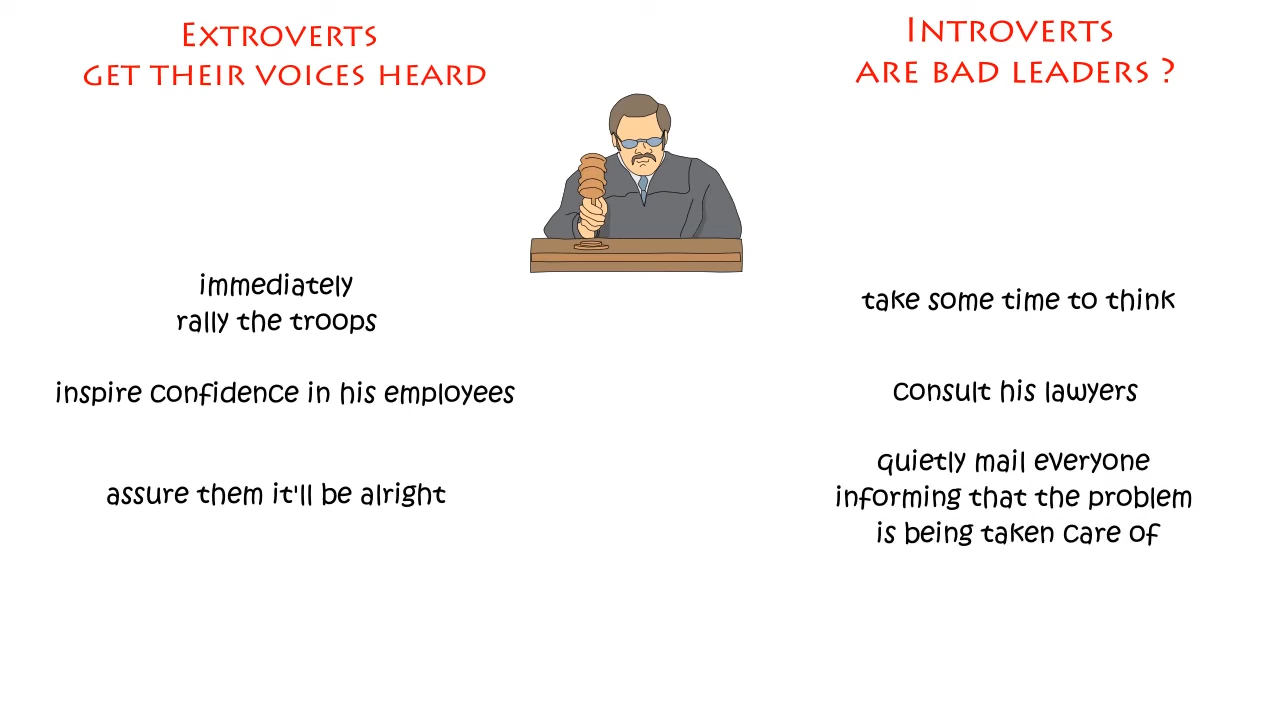 Extroverts
get their voices heard
immediately
rally the troops
inspire confidence in his employees
assure them it'll be alright
Introverts
are bad leaders ?
take some time to think
consult his lawyers
quietly mail everyone
informing that the problem
is being taken care of